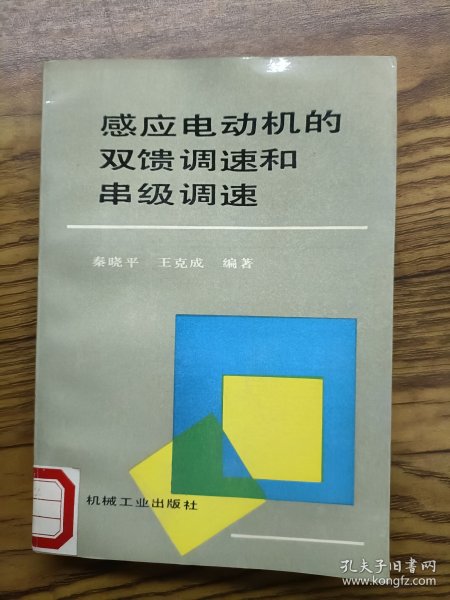 感应电动机的
双馈调速和
串级调速
秦晓平 王克成 编著
机械工业出版社
孔夫子旧书网
www.kongfz.com